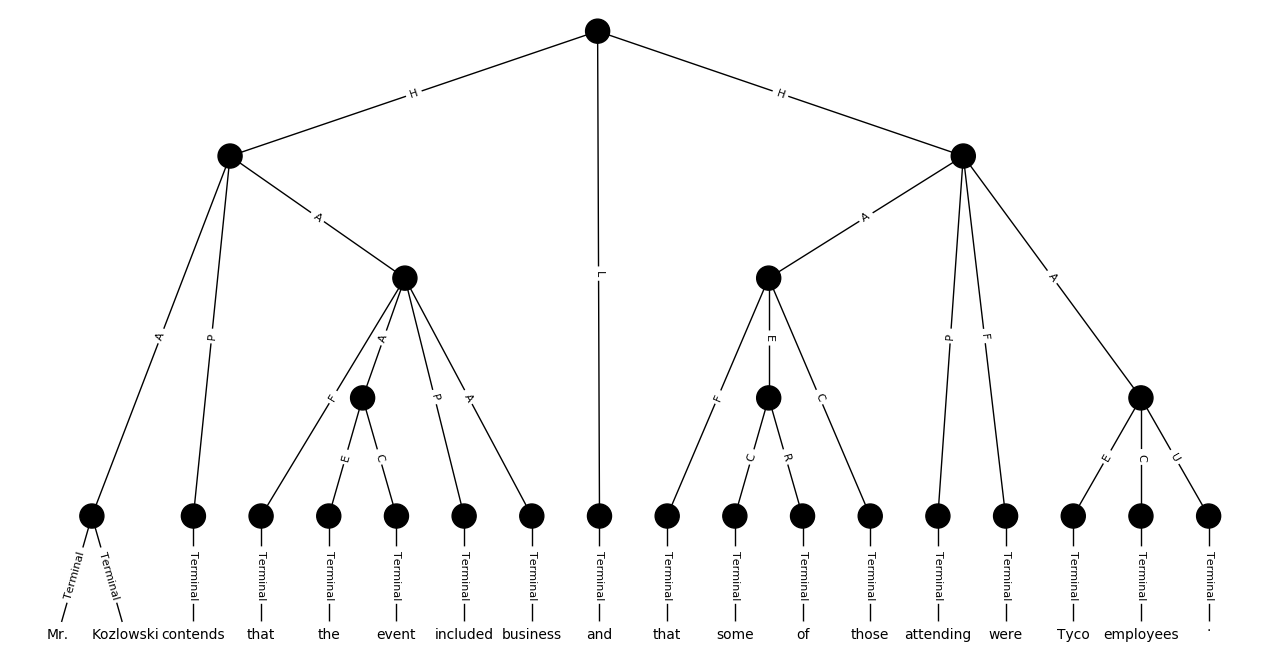 H H
A A A A
L
A P A E P F
F P A F C
E C C R E C U
Terminal Terminal Terminal Terminal Terminal Terminal Terminal Terminal Terminal Terminal Terminal Terminal Terminal Terminal Terminal Terminal Terminal Terminal
Mr. Kozlowski contends that the event included business and that some of those attending were Tyco employees .